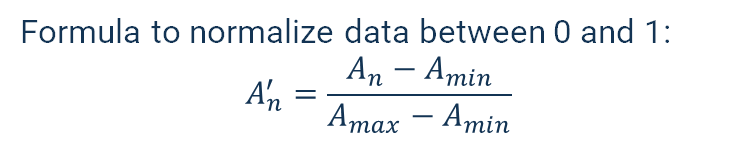 Formula to normalize data between 0 and 1:
A′ₙ = (Aₙ − Aₘᵢₙ) / (Aₘₐₓ − Aₘᵢₙ)